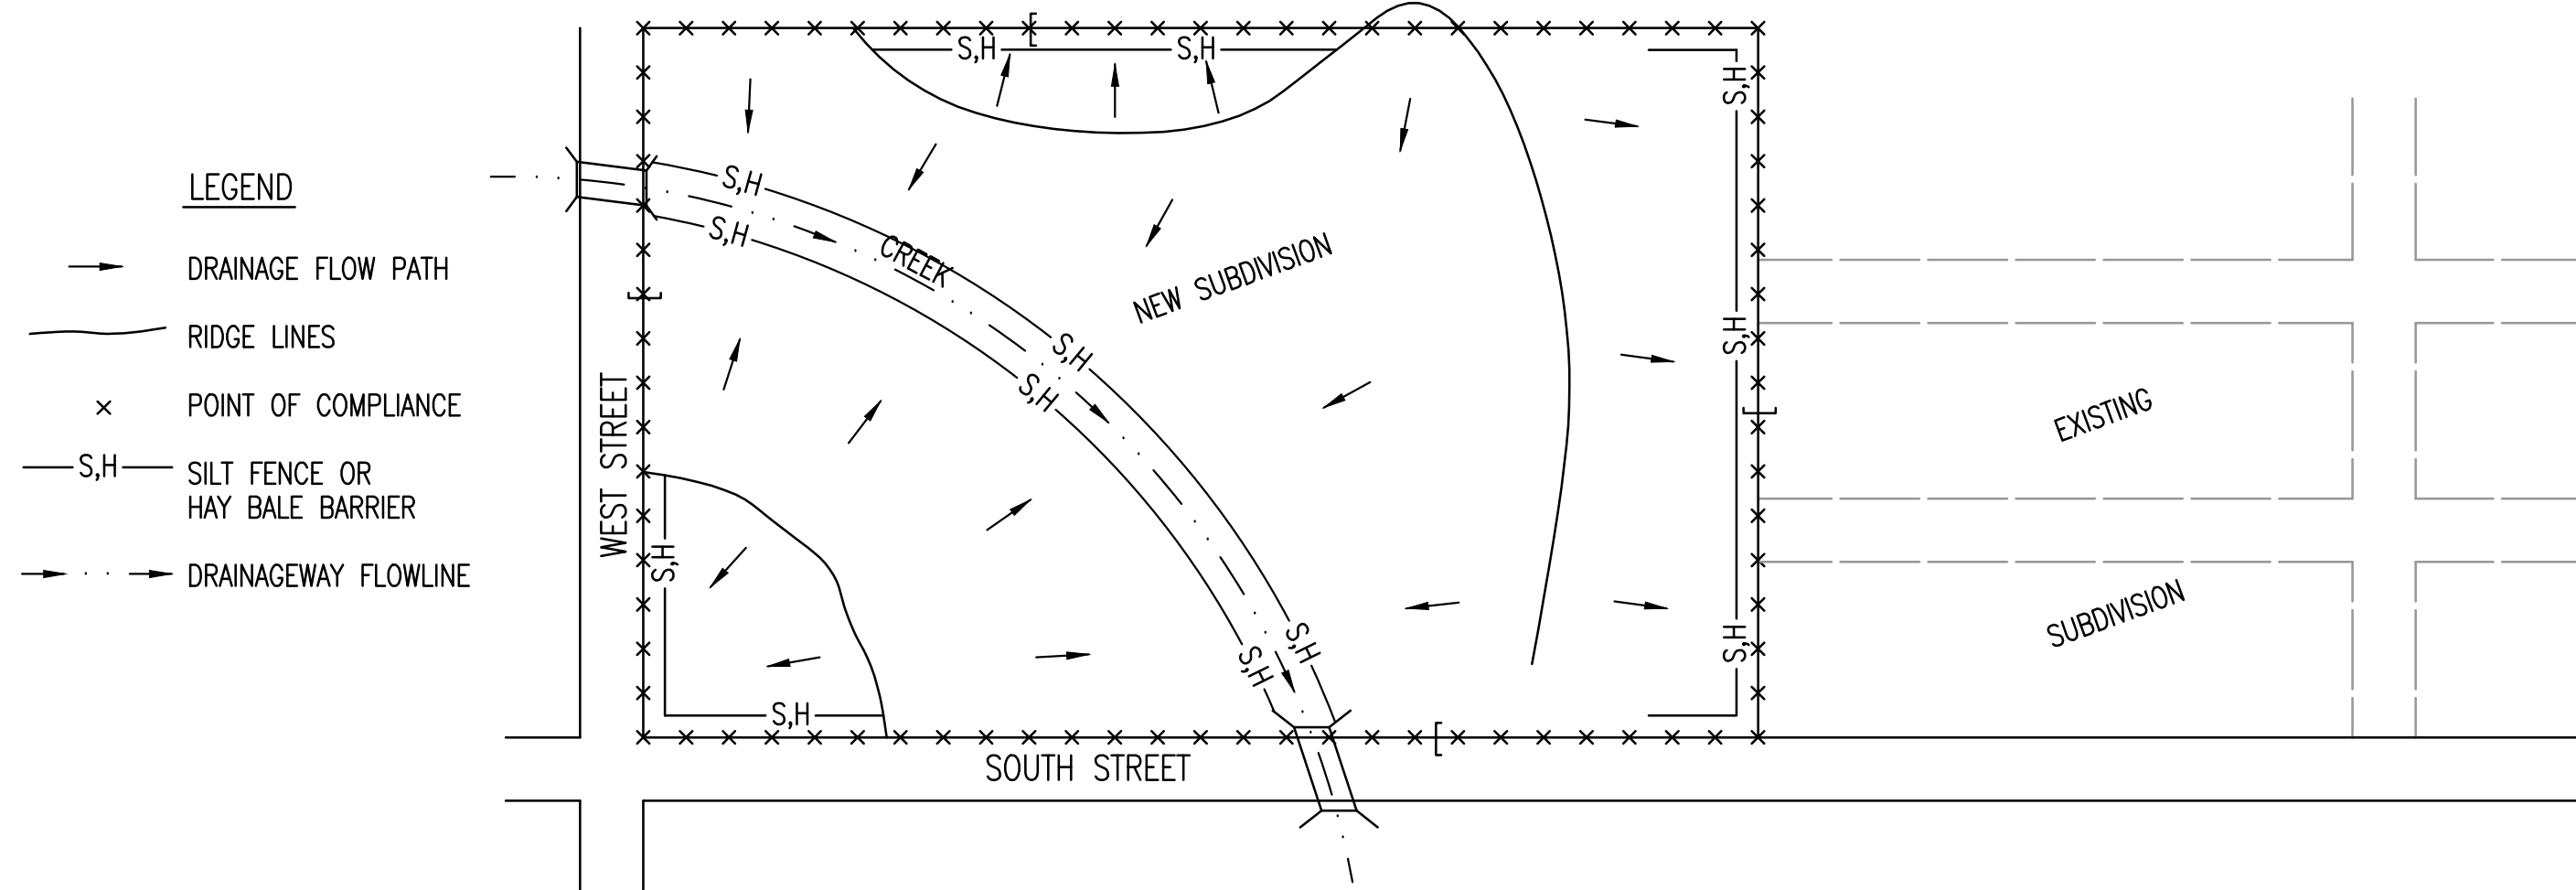 LEGEND
DRAINAGE FLOW PATH
RIDGE LINES
POINT OF COMPLIANCE
S,H
SILT FENCE OR
HAY BALE BARRIER
DRAINAGEWAY FLOWLINE
S,H
S,H
S,H
S,H
S,H
CREEK
NEW SUBDIVISION
S,H
S,H
S,H
WEST STREET
S,H
S,H
S,H
S,H
S,H
S,H
SOUTH STREET
EXISTING
SUBDIVISION